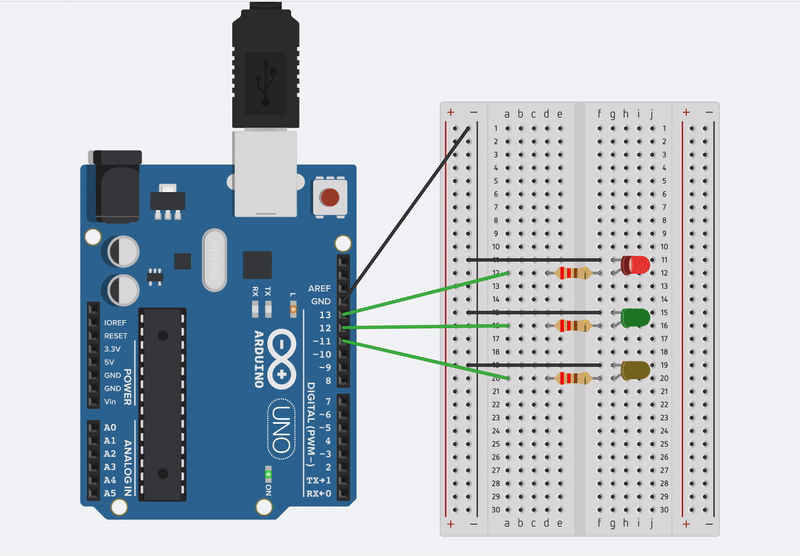 AREF
GND
13
12
~11
~10
~9
8
7
~6
~5
4
~3
2
TX→1
RX←0
DIGITAL (PWM~)
IOREF
RESET
3.3V
5V
GND
GND
Vin
POWER
A0
A1
A2
A3
A4
A5
ANALOG IN
RX
TX
L
ARDUINO
UNO
ON
+ − a b c d e f g h i j + −
1 1
2 2
3 3
4 4
5 5
6 6
7 7
8 8
9 9
10 10
11 11
12 12
13 13
14 14
15 15
16 16
17 17
18 18
19 19
20 20
21 21
22 22
23 23
24 24
25 25
26 26
27 27
28 28
29 29
30 30
+ − a b c d e f g h i j + −